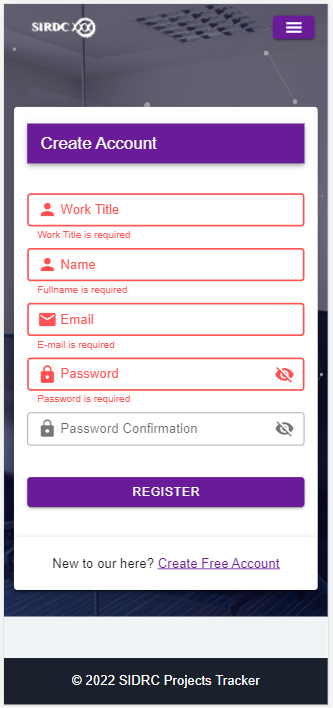 SIRDC
Create Account
Work Title
Work Title is required
Name
Fullname is required
Email
E-mail is required
Password
Password is required
Password Confirmation
REGISTER
New to our here? Create Free Account
© 2022 SIDRC Projects Tracker